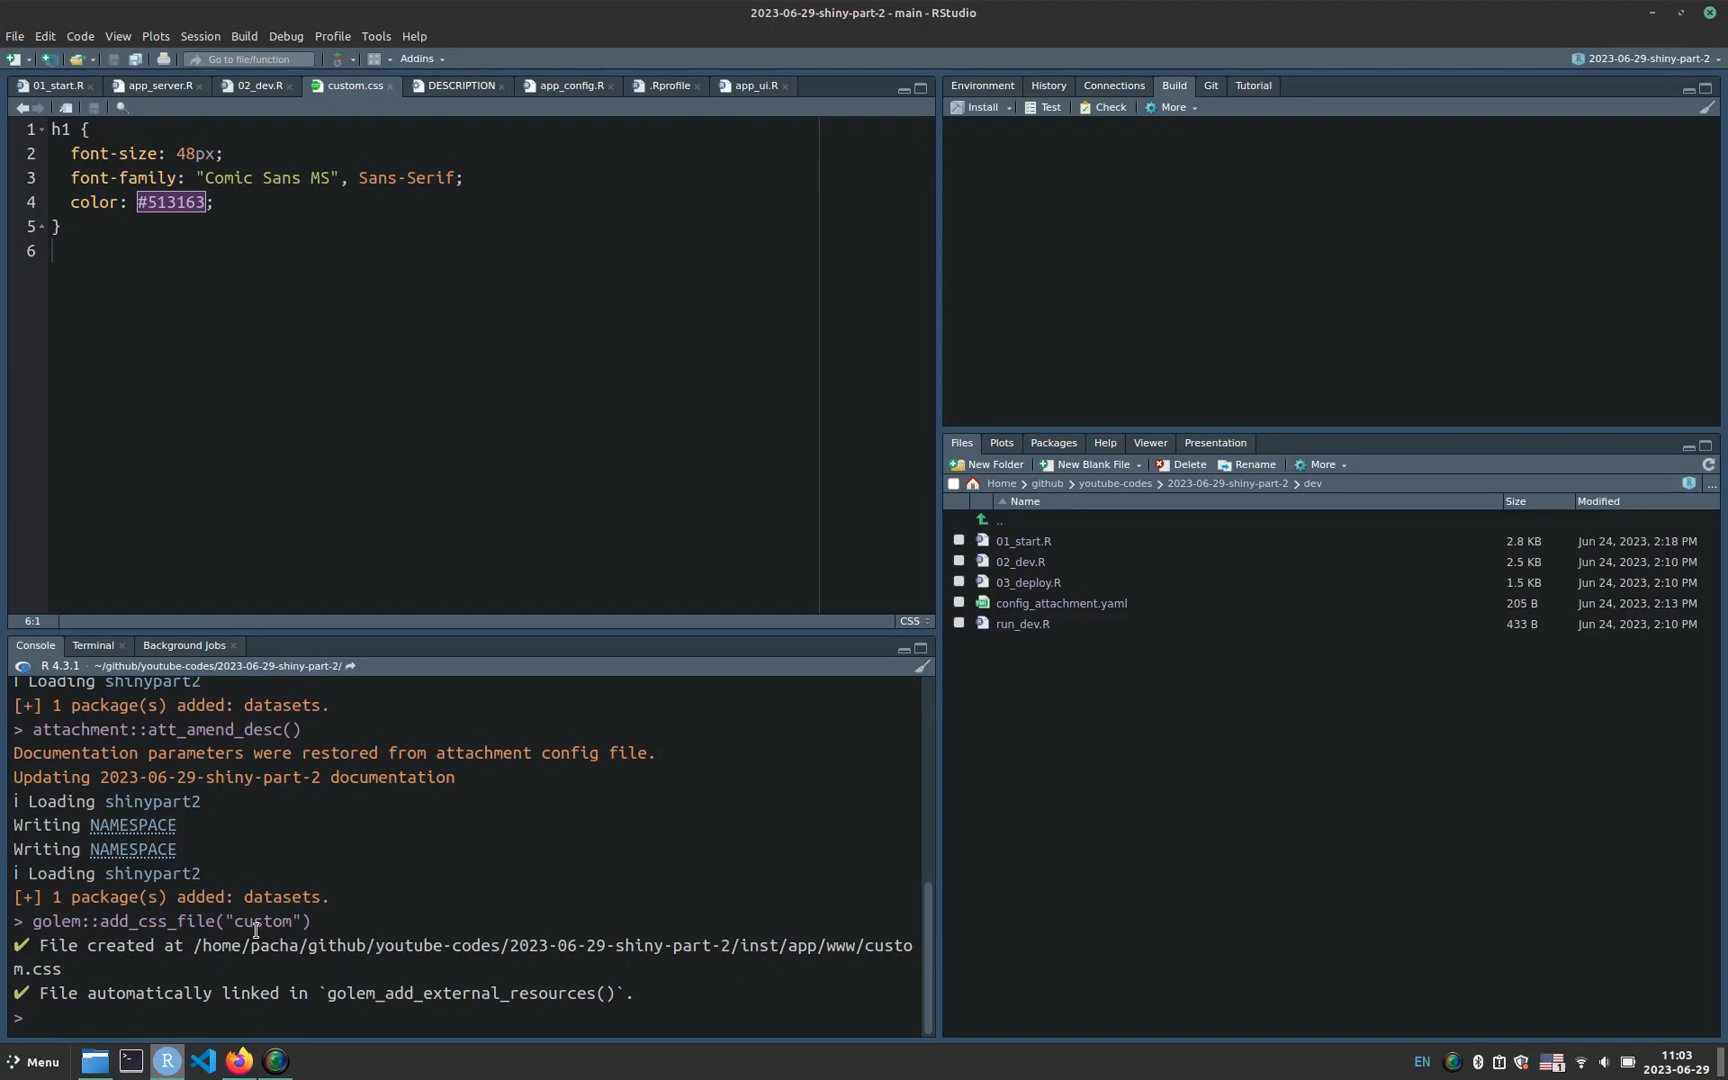 2023-06-29-shiny-part-2 - main - RStudio
File Edit Code View Plots Session Build Debug Profile Tools Help
Go to file/function Addins 2023-06-29-shiny-part-2
01_start.R app_server.R 02_dev.R custom.css DESCRIPTION app_config.R .Rprofile app_ui.R
1 h1 {
2 font-size: 48px;
3 font-family: "Comic Sans MS", Sans-Serif;
4 color: #513163;
5 }
6
6:1 CSS
Console Terminal Background Jobs
R 4.3.1 · ~/github/youtube-codes/2023-06-29-shiny-part-2/
ℹ Loading shinypart2
[+] 1 package(s) added: datasets.
> attachment::att_amend_desc()
Documentation parameters were restored from attachment config file.
Updating 2023-06-29-shiny-part-2 documentation
ℹ Loading shinypart2
Writing NAMESPACE
Writing NAMESPACE
ℹ Loading shinypart2
[+] 1 package(s) added: datasets.
> golem::add_css_file("custom")
✔ File created at /home/pacha/github/youtube-codes/2023-06-29-shiny-part-2/inst/app/www/custo
m.css
✔ File automatically linked in `golem_add_external_resources()`.
>
Environment History Connections Build Git Tutorial
Install Test Check More
Files Plots Packages Help Viewer Presentation
New Folder New Blank File Delete Rename More
Home github youtube-codes 2023-06-29-shiny-part-2 dev ...
Name Size Modified
..
01_start.R 2.8 KB Jun 24, 2023, 2:18 PM
02_dev.R 2.5 KB Jun 24, 2023, 2:10 PM
03_deploy.R 1.5 KB Jun 24, 2023, 2:10 PM
config_attachment.yaml 205 B Jun 24, 2023, 2:13 PM
run_dev.R 433 B Jun 24, 2023, 2:10 PM
Menu EN 1 11:03
2023-06-29